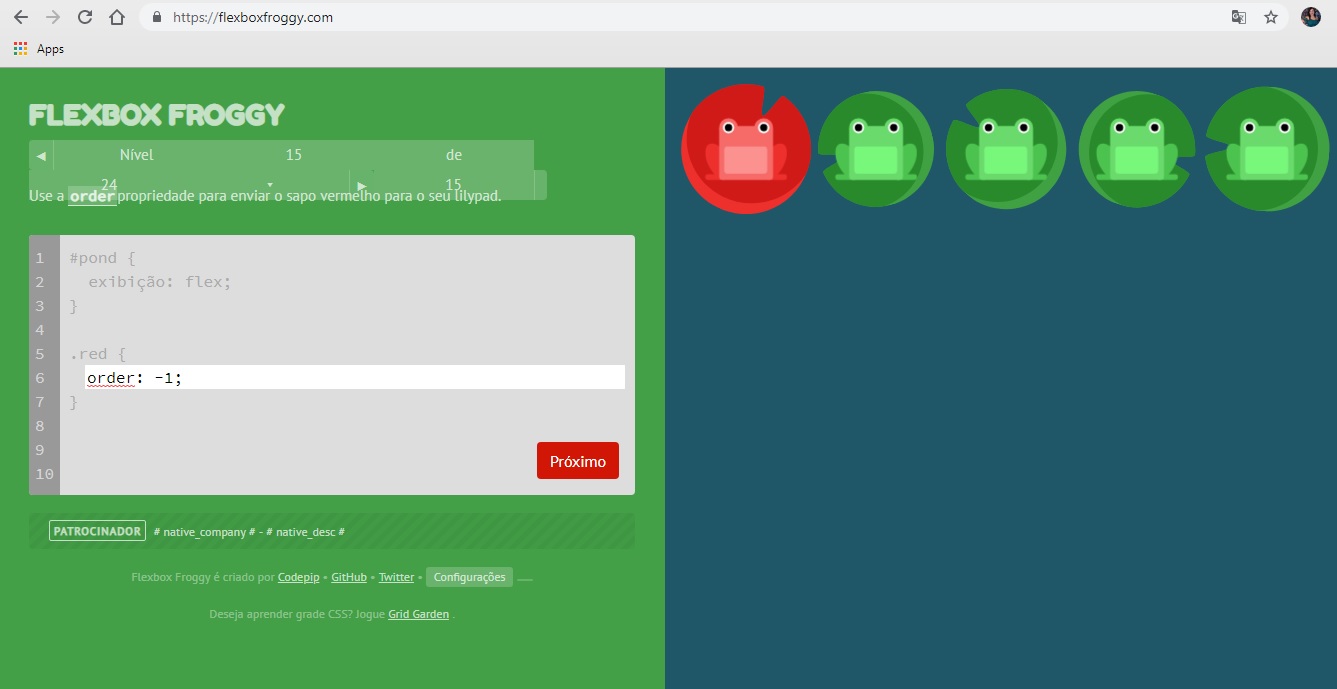 https://flexboxfroggy.com
Apps
FLEXBOX FROGGY
◀ Nível 15 de
24 ▾ ▶ 15
Use a order propriedade para enviar o sapo vermelho para o seu lilypad.
1 #pond {
2 exibição: flex;
3 }
4
5 .red {
6 order: -1;
7 }
8
9
10
Próximo
PATROCINADOR # native_company # - # native_desc #
Flexbox Froggy é criado por Codepip • GitHub • Twitter • Configurações
Deseja aprender grade CSS? Jogue Grid Garden .